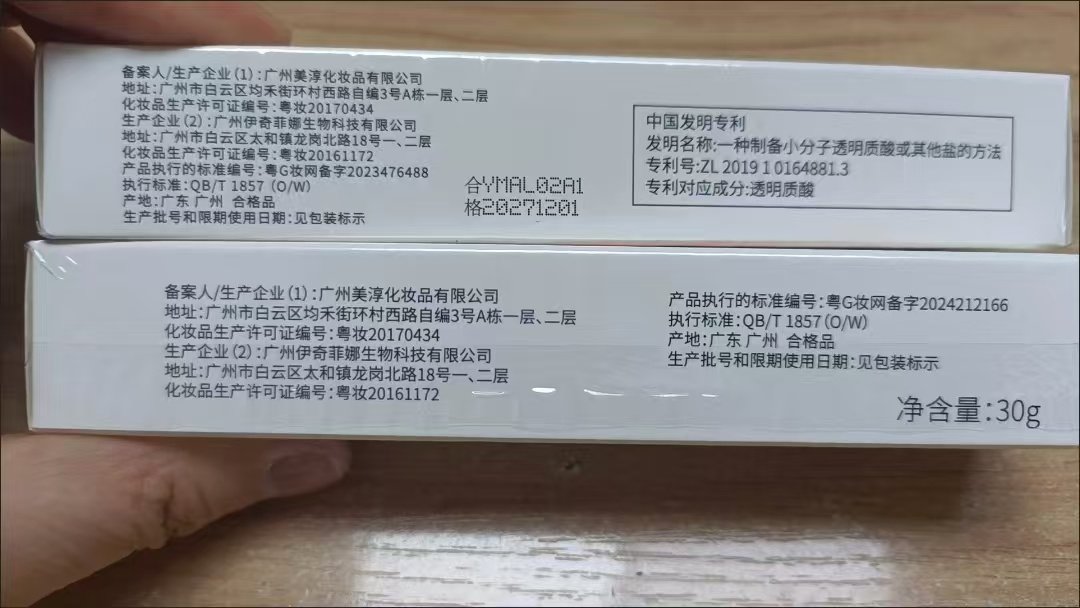 备案人/生产企业(1):广州美淳化妆品有限公司
地址:广州市白云区均禾街环村西路自编3号A栋一层、二层
化妆品生产许可证编号:粤妆20170434
生产企业(2):广州伊奇菲娜生物科技有限公司
地址:广州市白云区太和镇龙岗北路18号一、二层
化妆品生产许可证编号:粤妆20161172
产品执行的标准编号:粤G妆网备字2023476488
执行标准:QB/T 1857 (O/W)
产地:广东 广州 合格品
生产批号和限期使用日期:见包装标示
合YMAL02A1
格20271201
中国发明专利
发明名称:一种制备小分子透明质酸或其他盐的方法
专利号:ZL 2019 1 0164881.3
专利对应成分:透明质酸
备案人/生产企业(1):广州美淳化妆品有限公司
地址:广州市白云区均禾街环村西路自编3号A栋一层、二层
化妆品生产许可证编号:粤妆20170434
生产企业(2):广州伊奇菲娜生物科技有限公司
地址:广州市白云区太和镇龙岗北路18号一、二层
化妆品生产许可证编号:粤妆20161172
产品执行的标准编号:粤G妆网备字2024212166
执行标准:QB/T 1857(O/W)
产地:广东 广州 合格品
生产批号和限期使用日期:见包装标示
净含量:30g